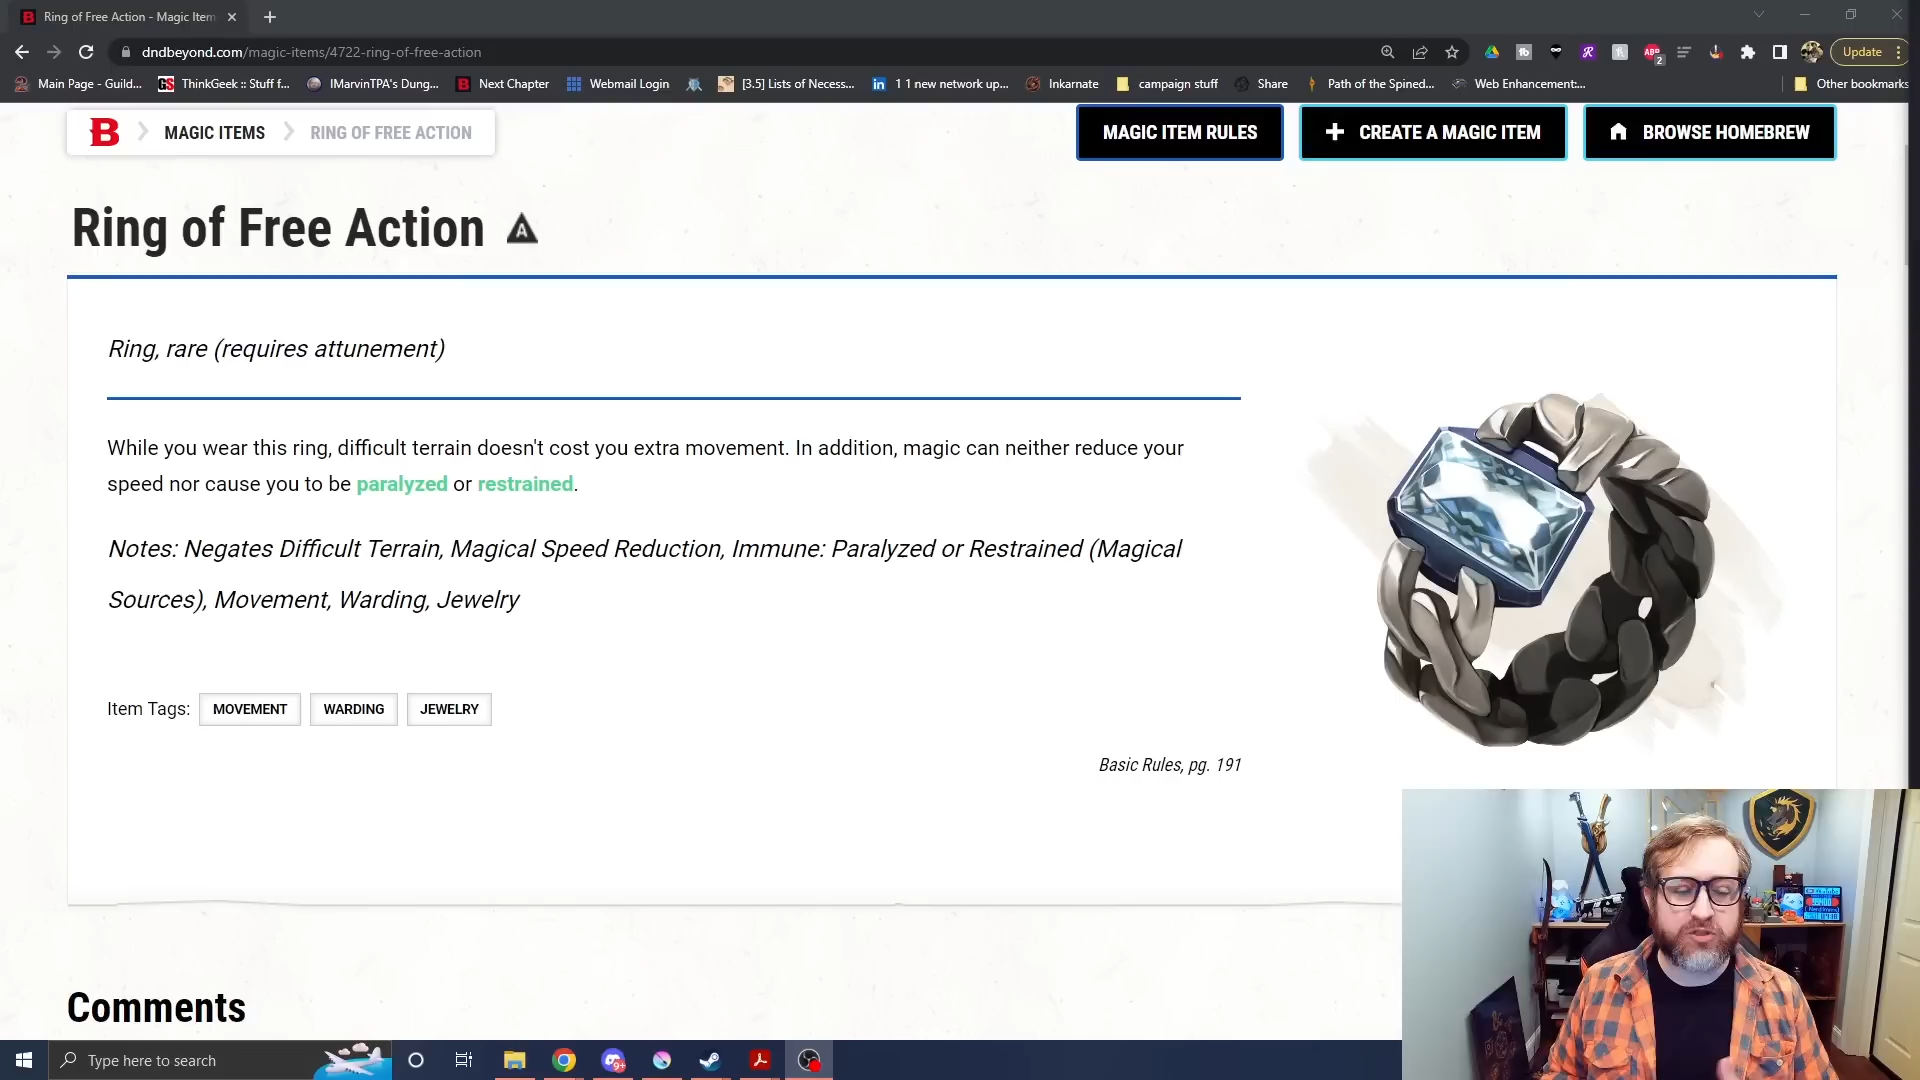 Ring of Free Action - Magic Item
dndbeyond.com/magic-items/4722-ring-of-free-action
Update
Main Page - Guild...
ThinkGeek :: Stuff f...
IMarvinTPA's Dung...
Next Chapter
Webmail Login
[3.5] Lists of Necess...
1 1 new network up...
Inkarnate
campaign stuff
Share
Path of the Spined...
Web Enhancement:...
Other bookmarks
MAGIC ITEMS
RING OF FREE ACTION
MAGIC ITEM RULES
CREATE A MAGIC ITEM
BROWSE HOMEBREW
Ring of Free Action A
Ring, rare (requires attunement)
While you wear this ring, difficult terrain doesn't cost you extra movement. In addition, magic can neither reduce your
speed nor cause you to be paralyzed or restrained.
Notes: Negates Difficult Terrain, Magical Speed Reduction, Immune: Paralyzed or Restrained (Magical
Sources), Movement, Warding, Jewelry
Item Tags: MOVEMENT WARDING JEWELRY
Basic Rules, pg. 191
Comments
Type here to search